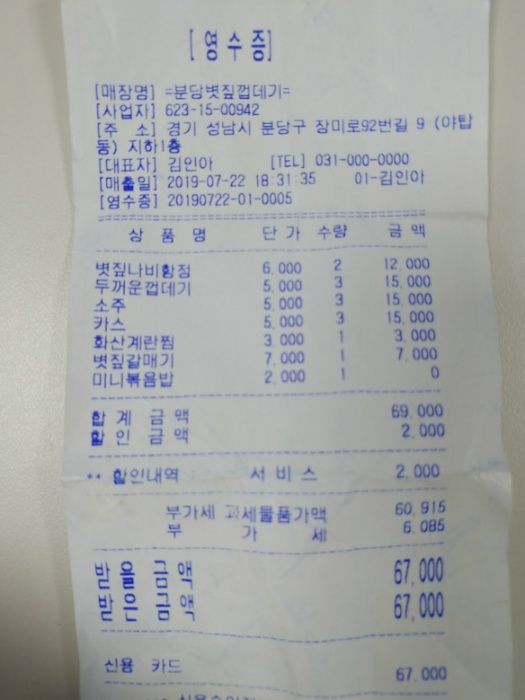 [ 영 수 증]
[매장명] =분당볏짚껍데기=
[사업자] 623-15-00942
[주 소] 경기 성남시 분당구 장미로92번길 9 (야탑
동) 지하1층
[대표자] 김인아 [TEL] 031-000-0000
[매출일] 2019-07-22 18:31:35 01-김인아
[영수증] 20190722-01-0005
상 품 명 단 가 수량 금 액
볏짚나비항정 6,000 2 12,000
두꺼운껍데기 5,000 3 15,000
소주 5,000 3 15,000
카스 5,000 3 15,000
화산계란찜 3,000 1 3,000
볏짚갈매기 7,000 1 7,000
미니볶음밥 2,000 1 0
합 계 금 액 69,000
할 인 금 액 2,000
** 할인내역 서 비 스 2,000
부가세 과세물품가액 60,915
부 가 세 6,085
받 을 금 액 67,000
받 은 금 액 67,000
신용 카드 67,000